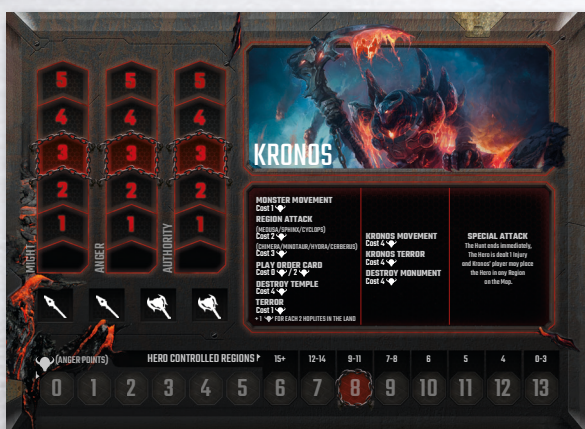 5 5 5
4 4 4
3 3 3
2 2 2
1 1 1
MIGHT
ANGER
AUTHORITY
KRONOS
MONSTER MOVEMENT
Cost 1
REGION ATTACK
(MEDUSA/SPHINX/CYCLOPS)
Cost 2
(CHIMERA/MINOTAUR/HYDRA/CERBERUS)
Cost 3
PLAY ORDER CARD
Cost 0 / 2
DESTROY TEMPLE
Cost 4
TERROR
Cost 1
+ 1 FOR EACH 2 HOPLITES IN THE LAND
KRONOS MOVEMENT
Cost 4
KRONOS TERROR
Cost 4
DESTROY MONUMENT
Cost 4
SPECIAL ATTACK
The Hunt ends immediately,
The Hero is dealt 1 Injury
and Kronos' player may place
the Hero in any Region
on the Map.
(ANGER POINTS) HERO CONTROLLED REGIONS 15+ 12-14 9-11 7-8 6 5 4 0-3
0 1 2 3 4 5 6 7 8 9 10 11 12 13